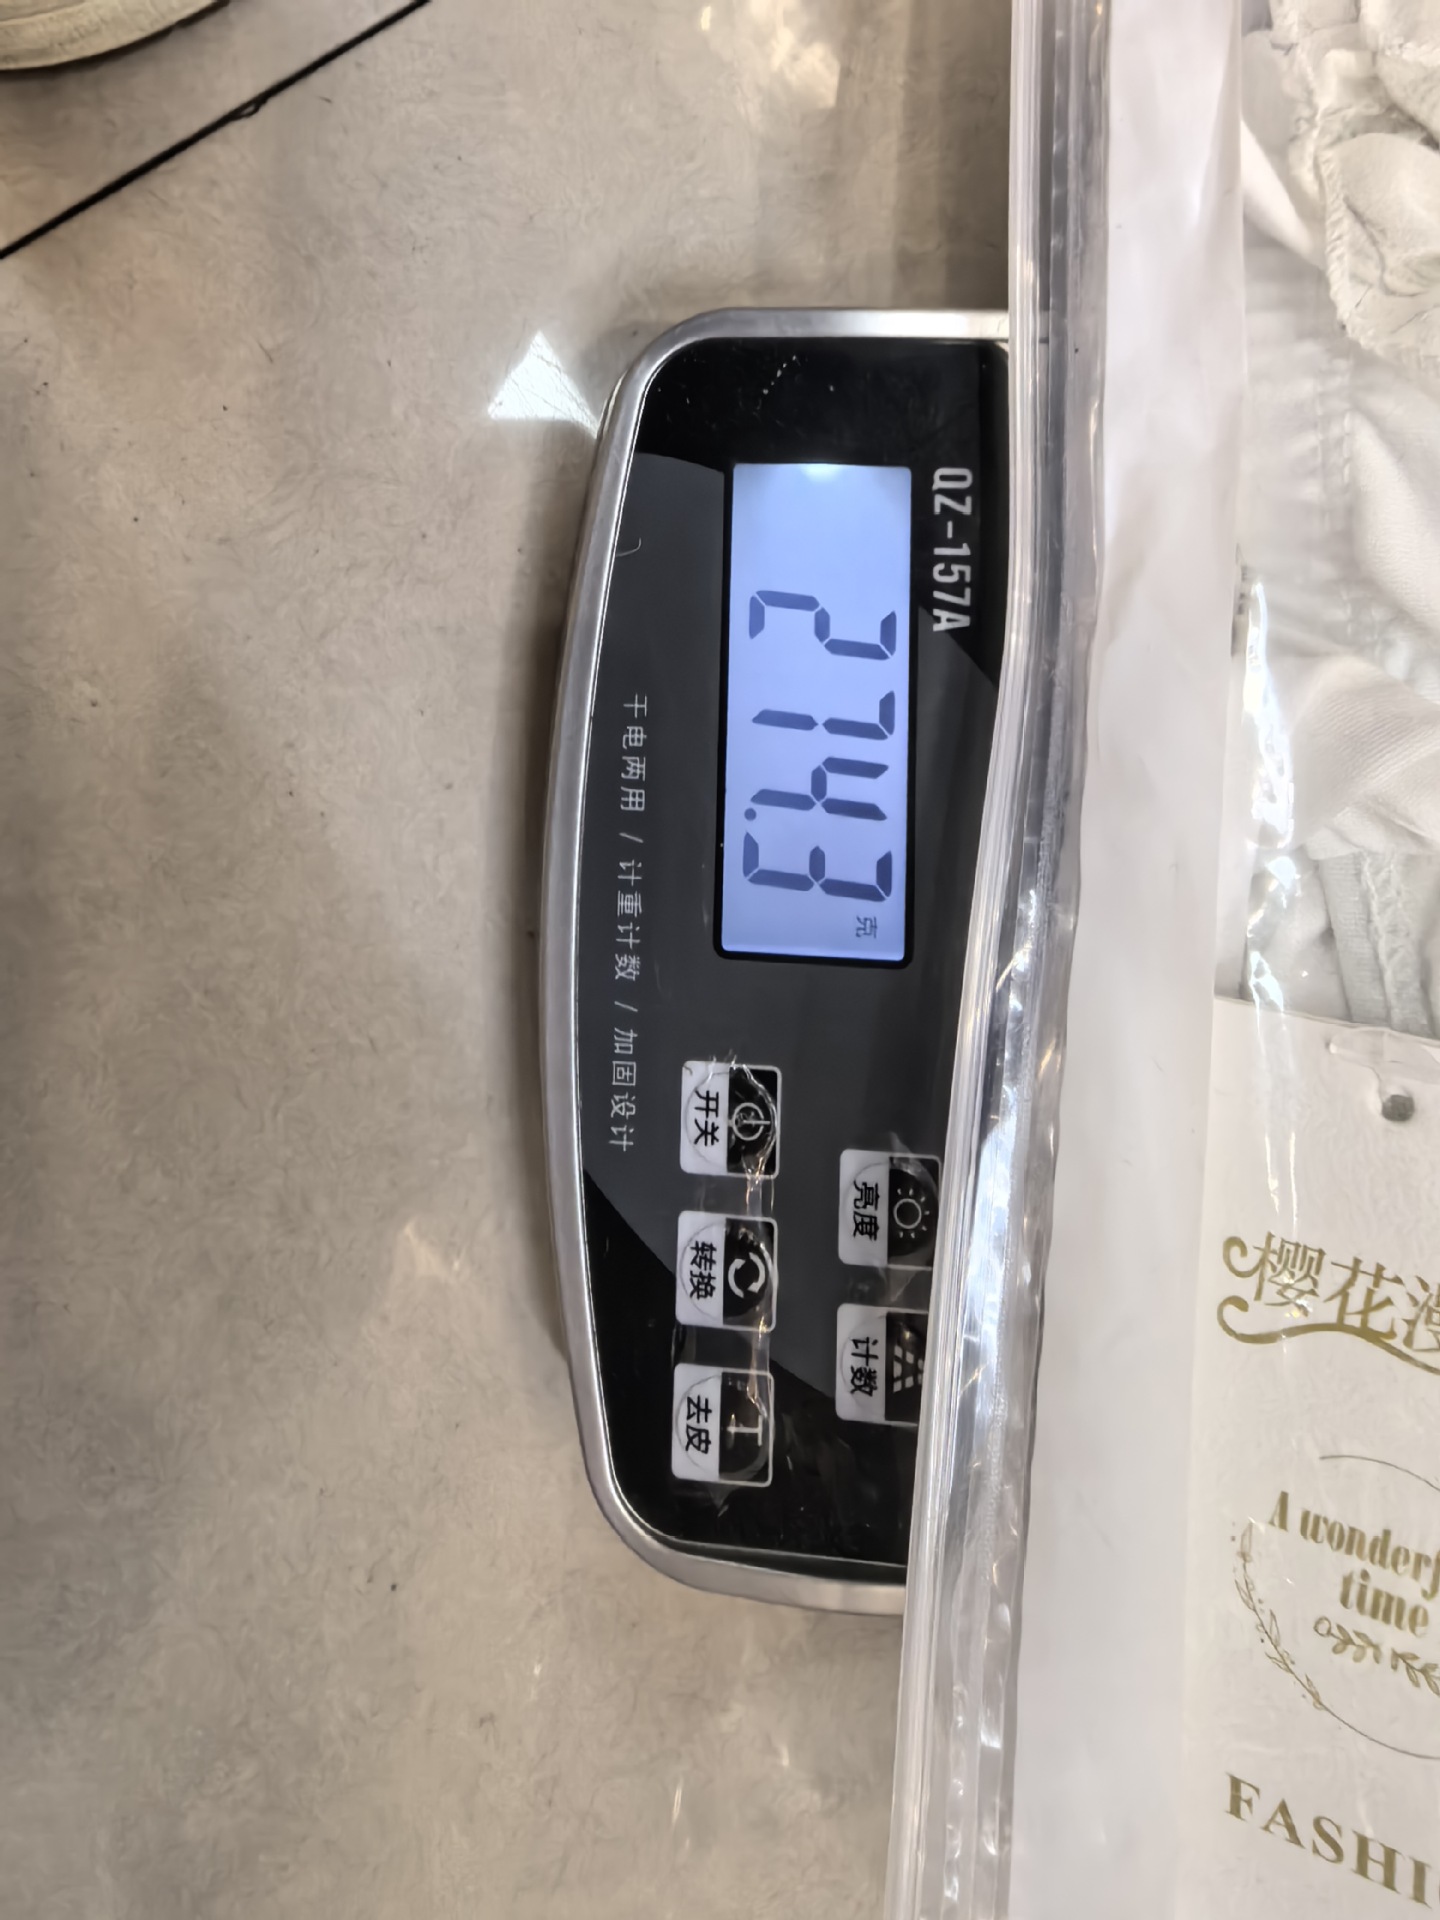 QZ-157A
274.3 克
干电两用 / 计重计数 / 加固设计
亮度
计数
开关
转换
T
去皮
樱花
A wonderf
time
FASHI